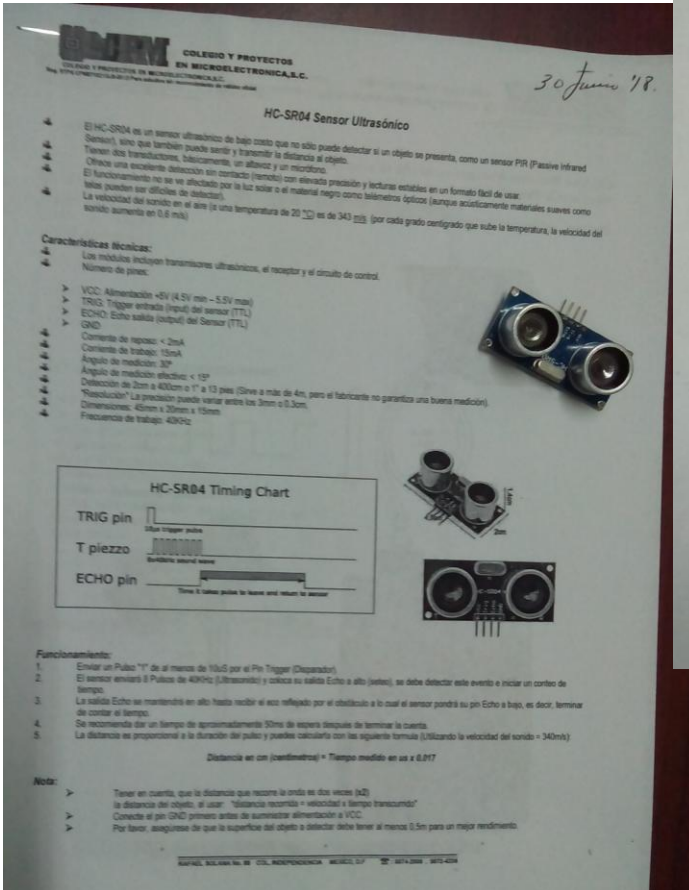 COLEGIO Y PROYECTOS
EN MICROELECTRONICA,S.C.
30 Junio '18.
HC-SR04 Sensor Ultrasónico
El HC-SR04 es un sensor ultrasónico de bajo costo que no sólo puede detectar si un objeto se presenta, como un sensor PIR (Passive Infrared
Sensor), sino que también puede sentir y transmitir la distancia al objeto.
Tienen dos transductores, básicamente, un altavoz y un micrófono.
Ofrece una excelente detección sin contacto (remoto) con elevada precisión y lecturas estables en un formato fácil de usar.
El funcionamiento no se ve afectado por la luz solar o el material negro como telémetros ópticos (aunque acústicamente materiales suaves como
telas pueden ser difíciles de detectar).
La velocidad del sonido en el aire (a una temperatura de 20 °C) es de 343 m/s. (por cada grado centígrado que sube la temperatura, la velocidad del
sonido aumenta en 0.6 m/s)
Características técnicas:
Los módulos incluyen transmisores ultrasónicos, el receptor y el circuito de control.
Número de pines:
VCC: Alimentación +5V (4.5V min – 5.5V max)
TRIG: Trigger entrada (input) del sensor (TTL)
ECHO: Echo salida (output) del Sensor (TTL)
GND
Corriente de reposo: < 2mA
Corriente de trabajo: 15mA
Ángulo de medición: 30º
Ángulo de medición efectivo: < 15º
Detección de 2cm a 400cm o 1" a 13 pies (Sirve a más de 4m, pero el fabricante no garantiza una buena medición).
"Resolución" La precisión puede variar entre los 3mm o 0.3cm.
Dimensiones: 45mm x 20mm x 15mm
Frecuencia de trabajo: 40KHz
HC-SR04 Timing Chart
TRIG pin
10us trigger pulse
T piezzo
8x40kHz sound wave
ECHO pin
Time it takes pulse to leave and return to sensor
Funcionamiento:
1. Enviar un Pulso "1" de al menos de 10uS por el Pin Trigger (Disparador).
2. El sensor enviará 8 Pulsos de 40KHz (Ultrasonido) y coloca su salida Echo a alto (seteo), se debe detectar este evento e iniciar un conteo de
tiempo.
3. La salida Echo se mantendrá en alto hasta recibir el eco reflejado por el obstáculo a lo cual el sensor pondrá su pin Echo a bajo, es decir, terminar
de contar el tiempo.
4. Se recomienda dar un tiempo de aproximadamente 50ms de espera después de terminar la cuenta.
5. La distancia es proporcional a la duración del pulso y puedes calcularla con las siguiente formula (Utilizando la velocidad del sonido = 340m/s):
Distancia en cm (centímetros) = Tiempo medido en us x 0.017
Nota:
Tener en cuenta, que la distancia que recorre la onda es dos veces (x2)
la distancia del objeto, al usar: "distancia recorrida = velocidad x tiempo transcurrido"
Conecte el pin GND primero antes de suministrar alimentación a VCC.
Por favor, asegúrese de que la superficie del objeto a detectar debe tener al menos 0,5m para un mejor rendimiento.